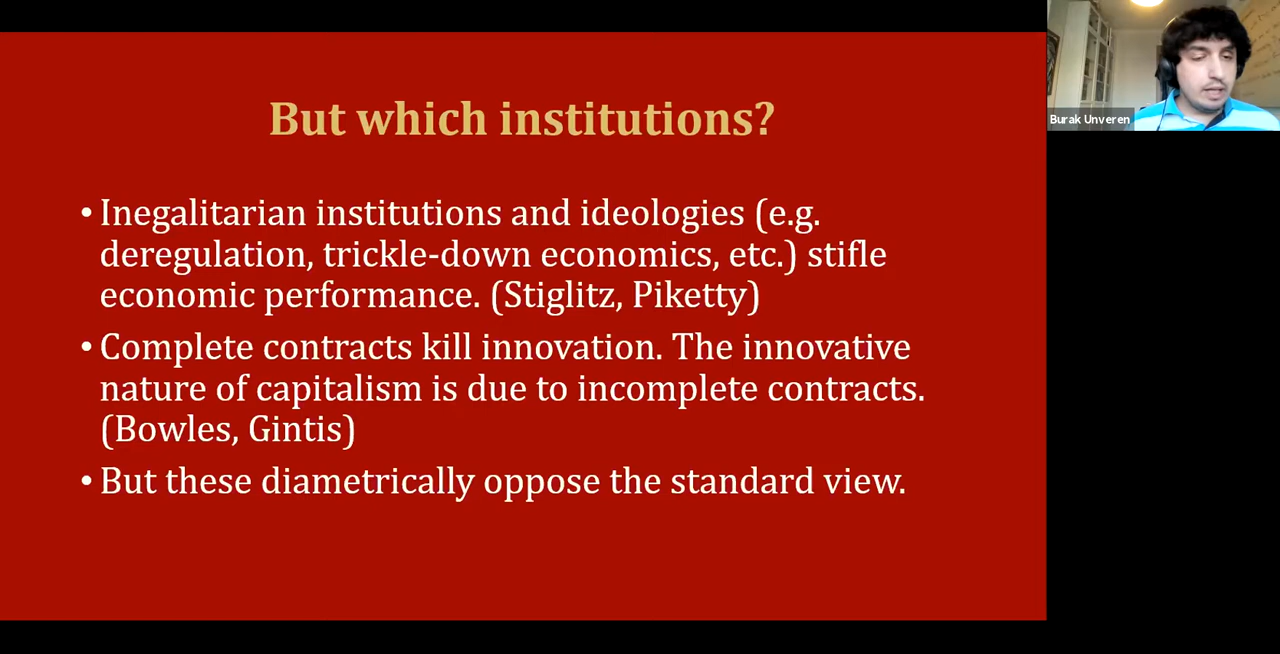 But which institutions?
• Inegalitarian institutions and ideologies (e.g.
deregulation, trickle-down economics, etc.) stifle
economic performance. (Stiglitz, Piketty)
• Complete contracts kill innovation. The innovative
nature of capitalism is due to incomplete contracts.
(Bowles, Gintis)
• But these diametrically oppose the standard view.
Burak Unveren